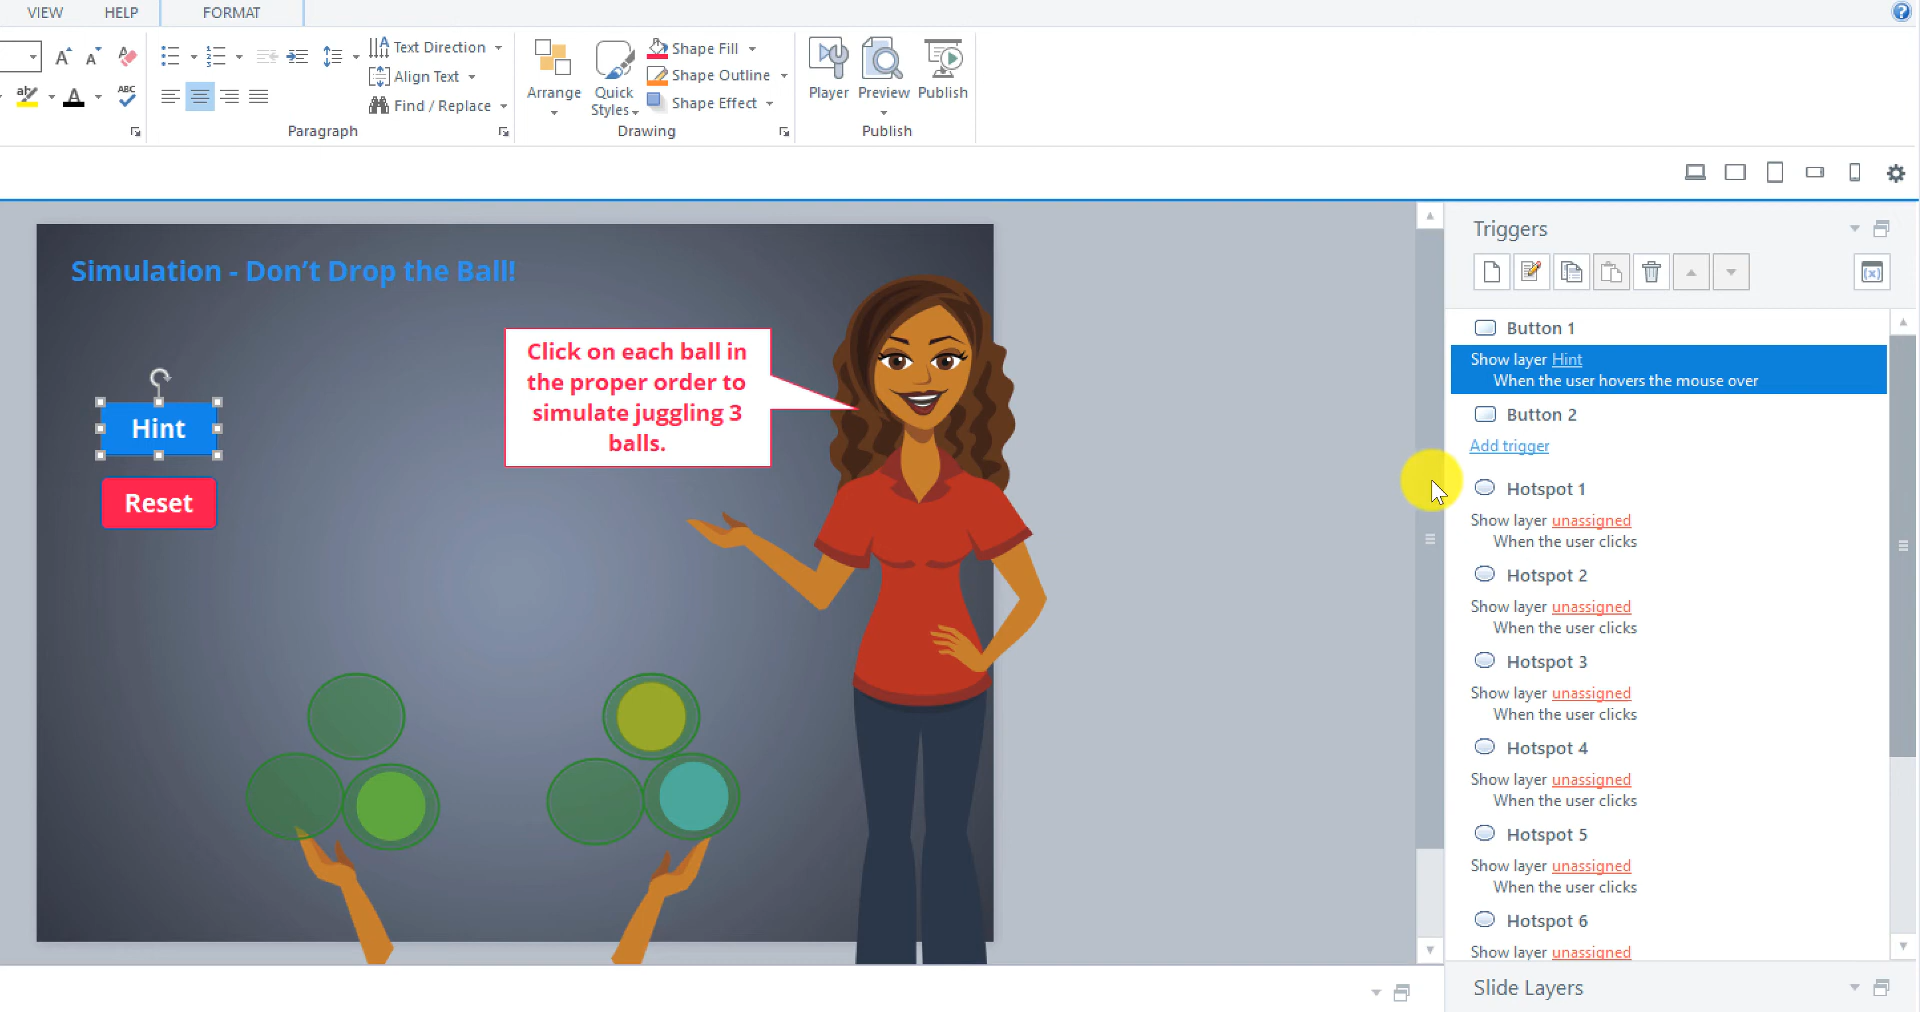 VIEW HELP FORMAT
Text Direction
Align Text
Find / Replace
Paragraph
Arrange
Quick
Styles
Shape Fill
Shape Outline
Shape Effect
Drawing
Player
Preview
Publish
Publish
ab
A
ABC
Simulation - Don’t Drop the Ball!
Click on each ball in
the proper order to
simulate juggling 3
balls.
Hint
Reset
Triggers
Button 1
Show layer Hint
When the user hovers the mouse over
Button 2
Add trigger
Hotspot 1
Show layer unassigned
When the user clicks
Hotspot 2
Show layer unassigned
When the user clicks
Hotspot 3
Show layer unassigned
When the user clicks
Hotspot 4
Show layer unassigned
When the user clicks
Hotspot 5
Show layer unassigned
When the user clicks
Hotspot 6
Show layer unassigned
Slide Layers